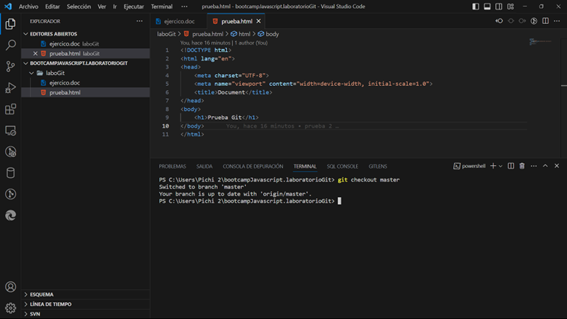 Archivo Editar Selección Ver Ir Ejecutar Terminal ··· prueba.html - bootcampJavascript.laboratorioGit - Visual Studio Code
EXPLORADOR ···
EDITORES ABIERTOS
ejercico.doc laboGit
prueba.html laboGit
BOOTCAMPJAVASCRIPT.LABORATORIOGIT
laboGit
ejercico.doc
prueba.html
ESQUEMA
LÍNEA DE TIEMPO
SVN
ejercico.doc prueba.html
laboGit > prueba.html > html > body
You, hace 16 minutos | 1 author (You)
1 <!DOCTYPE html>
2 <html lang="en">
3 <head>
4 <meta charset="UTF-8">
5 <meta name="viewport" content="width=device-width, initial-scale=1.0">
6 <title>Document</title>
7 </head>
8 <body>
9 <h1>Prueba Git</h1>
10 </body> You, hace 16 minutos • prueba 2 …
11 </html>
PROBLEMAS SALIDA CONSOLA DE DEPURACIÓN TERMINAL SQL CONSOLE GITLENS powershell
PS C:\Users\Pichi 2\bootcampJavascript.laboratorioGit> git checkout master
Switched to branch 'master'
Your branch is up to date with 'origin/master'.
PS C:\Users\Pichi 2\bootcampJavascript.laboratorioGit>